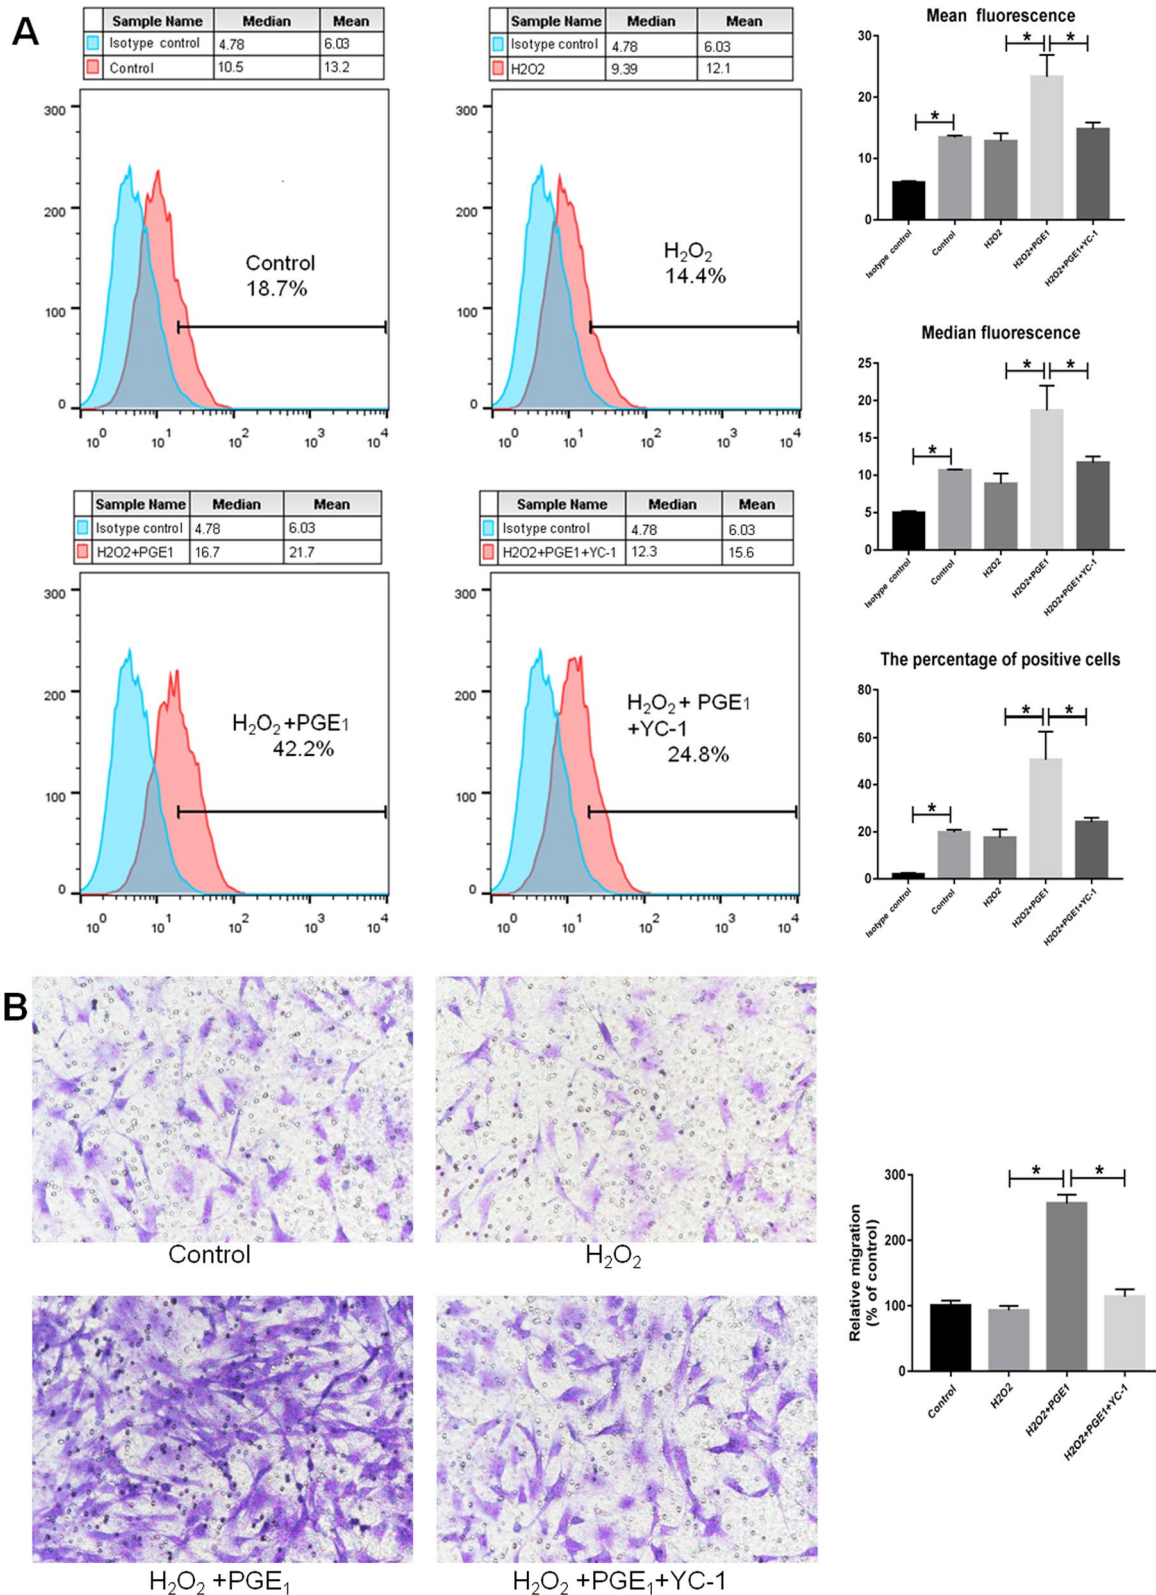 A
Sample Name Median Mean
Isotype control 4.78 6.03
Control 10.5 13.2
300
200
100
0
Control
18.7%
10^0 10^1 10^2 10^3 10^4
Sample Name Median Mean
Isotype control 4.78 6.03
H2O2 9.39 12.1
300
200
100
0
H₂O₂
14.4%
10^0 10^1 10^2 10^3 10^4
Mean fluorescence
30
20
10
0
* * *
Isotype control
Control
H2O2
H2O2+PGE1
H2O2+PGE1+YC-1
Median fluorescence
25
20
15
10
5
0
* * *
Isotype control
Control
H2O2
H2O2+PGE1
H2O2+PGE1+YC-1
Sample Name Median Mean
Isotype control 4.78 6.03
H2O2+PGE1 16.7 21.7
300
200
100
0
H₂O₂+PGE₁
42.2%
10^0 10^1 10^2 10^3 10^4
Sample Name Median Mean
Isotype control 4.78 6.03
H2O2+PGE1+YC-1 12.3 15.6
300
200
100
0
H₂O₂+ PGE₁
+YC-1
24.8%
10^0 10^1 10^2 10^3 10^4
The percentage of positive cells
80
60
40
20
0
* * *
Isotype control
Control
H2O2
H2O2+PGE1
H2O2+PGE1+YC-1
B
Control
H₂O₂
H₂O₂ +PGE₁
H₂O₂ +PGE₁+YC-1
Relative migration
(% of control)
300
200
100
0
* *
Control
H2O2
H2O2+PGE1
H2O2+PGE1+YC-1